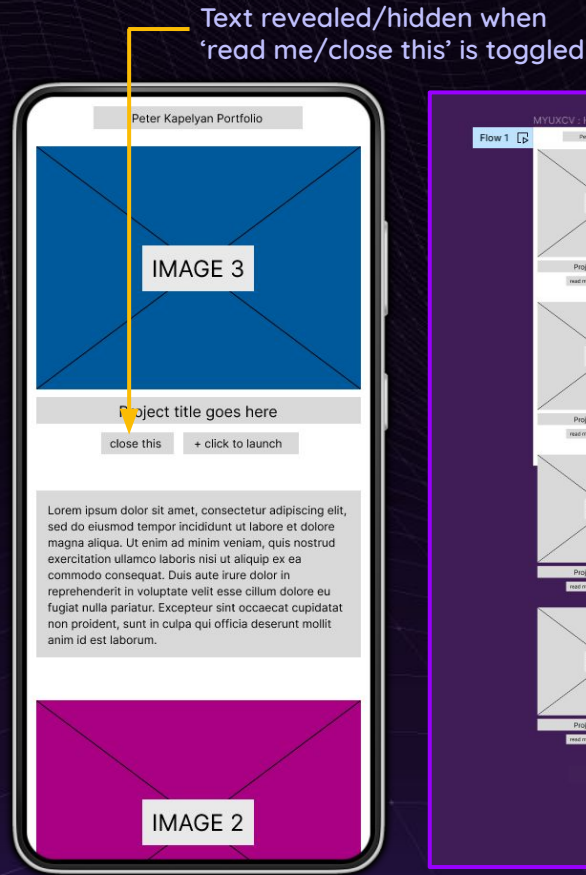 Text revealed/hidden when
‘read me/close this’ is toggled
Peter Kapelyan Portfolio
IMAGE 3
Project title goes here
close this
+ click to launch
Lorem ipsum dolor sit amet, consectetur adipiscing elit,
sed do eiusmod tempor incididunt ut labore et dolore
magna aliqua. Ut enim ad minim veniam, quis nostrud
exercitation ullamco laboris nisi ut aliquip ex ea
commodo consequat. Duis aute irure dolor in
reprehenderit in voluptate velit esse cillum dolore eu
fugiat nulla pariatur. Excepteur sint occaecat cupidatat
non proident, sunt in culpa qui officia deserunt mollit
anim id est laborum.
IMAGE 2
MYUXCV :
Flow 1